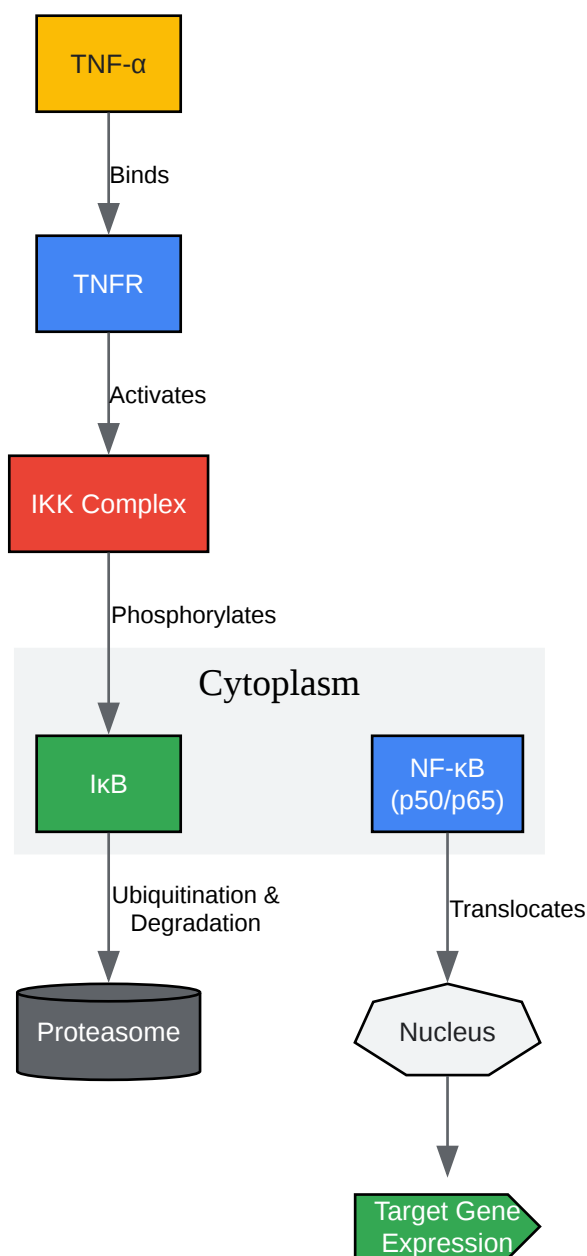 TNF-α
Binds
TNFR
Activates
IKK Complex
Phosphorylates
Cytoplasm
IκB
NF-κB
(p50/p65)
Ubiquitination &
Degradation
Translocates
Proteasome
Nucleus
Target Gene
Expression